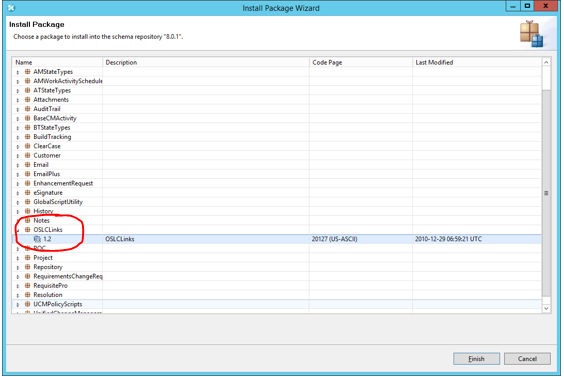 Install Package Wizard
Install Package
Choose a package to install into the schema repository "8.0.1".
Name Description Code Page Last Modified
AMStateTypes
AMWorkActivitySchedule
ATStateTypes
Attachments
AuditTrail
BaseCMActivity
BTStateTypes
BuildTracking
ClearCase
Customer
Email
EmailPlus
EnhancementRequest
eSignature
GlobalScriptUtility
History
Notes
OSLCLinks
1.2 OSLCLinks 20127 (US-ASCII) 2010-12-29 06:59:21 UTC
PQC
Project
Repository
RequirementsChangeReq
RequisitePro
Resolution
UCMPolicyScripts
Finish Cancel